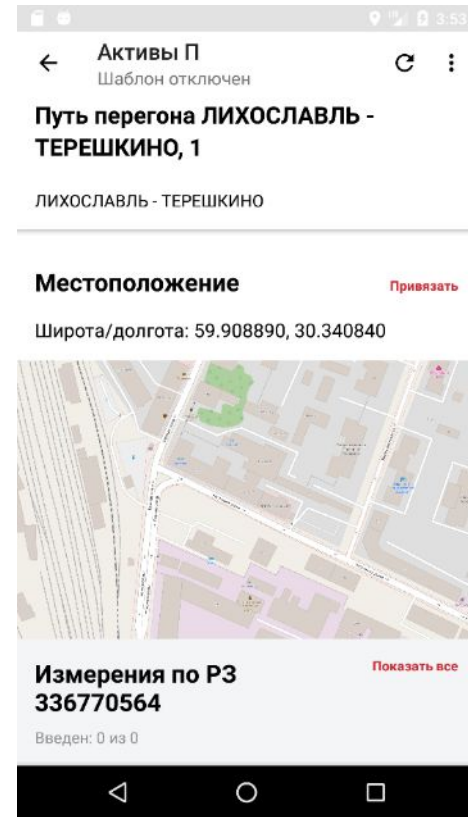 3:53
Активы П
Шаблон отключен
Путь перегона ЛИХОСЛАВЛЬ -
ТЕРЕШКИНО, 1
ЛИХОСЛАВЛЬ - ТЕРЕШКИНО
Местоположение
Привязать
Широта/долгота: 59.908890, 30.340840
Измерения по РЗ
336770564
Показать все
Введен: 0 из 0